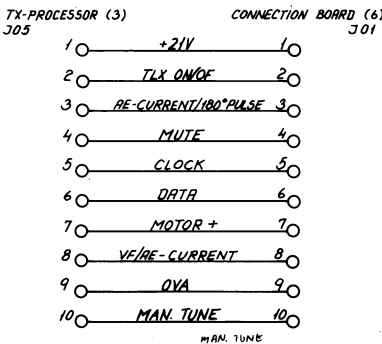 TX-PROCESSOR (3) CONNECTION BOARD (6)
J05 J01
1 +21V 1
2 TLX ON/OF 2
3 AE-CURRENT/180° PULSE 3
4 MUTE 4
5 CLOCK 5
6 DATA 6
7 MOTOR + 7
8 VF/AE-CURRENT 8
9 OVA 9
10 MAN. TUNE 10
MAN. TUNE